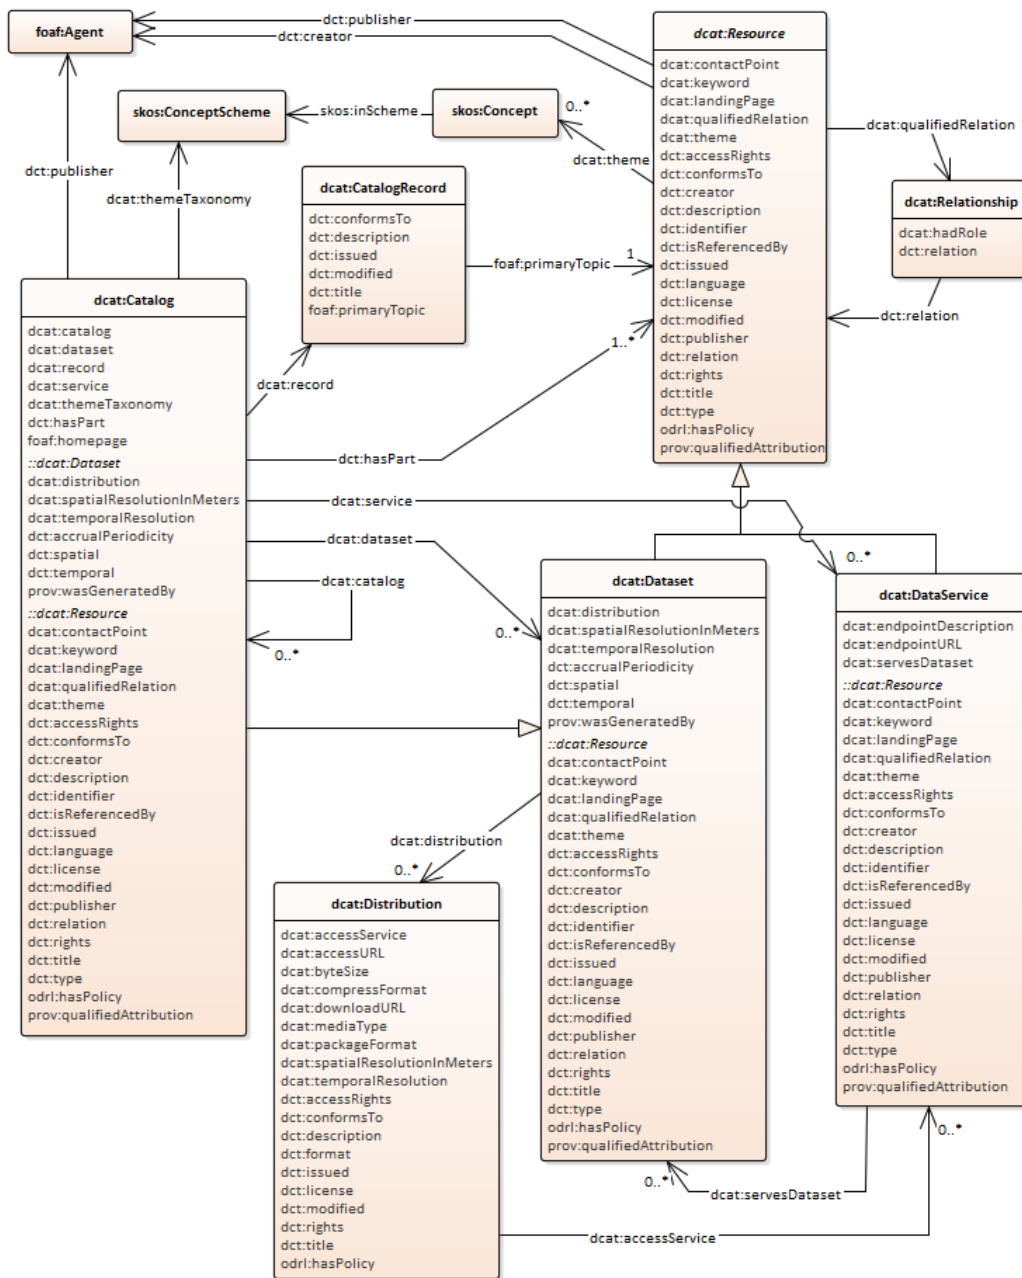 foaf:Agent
dct:publisher
dct:creator
dcat:Resource
dcat:contactPoint
dcat:keyword
dcat:landingPage
dcat:qualifiedRelation
dcat:theme
dct:accessRights
dct:conformsTo
dct:creator
dct:description
dct:identifier
dct:isReferencedBy
dct:issued
dct:language
dct:license
dct:modified
dct:publisher
dct:relation
dct:rights
dct:title
dct:type
odrl:hasPolicy
prov:qualifiedAttribution
skos:ConceptScheme
skos:inScheme
skos:Concept
0..*
dcat:theme
dcat:qualifiedRelation
dct:publisher
dcat:themeTaxonomy
dcat:CatalogRecord
dct:conformsTo
dct:description
dct:issued
dct:modified
dct:title
foaf:primaryTopic
foaf:primaryTopic
1
dcat:Relationship
dcat:hadRole
dct:relation
dct:relation
1..*
dcat:record
dct:hasPart
dcat:service
0..*
dcat:dataset
0..*
dcat:catalog
0..*
dcat:Catalog
dcat:catalog
dcat:dataset
dcat:record
dcat:service
dcat:themeTaxonomy
dct:hasPart
foaf:homepage
::dcat:Dataset
dcat:distribution
dcat:spatialResolutionInMeters
dcat:temporalResolution
dct:accrualPeriodicity
dct:spatial
dct:temporal
prov:wasGeneratedBy
::dcat:Resource
dcat:contactPoint
dcat:keyword
dcat:landingPage
dcat:qualifiedRelation
dcat:theme
dct:accessRights
dct:conformsTo
dct:creator
dct:description
dct:identifier
dct:isReferencedBy
dct:issued
dct:language
dct:license
dct:modified
dct:publisher
dct:relation
dct:rights
dct:title
dct:type
odrl:hasPolicy
prov:qualifiedAttribution
dcat:Dataset
dcat:distribution
dcat:spatialResolutionInMeters
dcat:temporalResolution
dct:accrualPeriodicity
dct:spatial
dct:temporal
prov:wasGeneratedBy
::dcat:Resource
dcat:contactPoint
dcat:keyword
dcat:landingPage
dcat:qualifiedRelation
dcat:theme
dct:accessRights
dct:conformsTo
dct:creator
dct:description
dct:identifier
dct:isReferencedBy
dct:issued
dct:language
dct:license
dct:modified
dct:publisher
dct:relation
dct:rights
dct:title
dct:type
odrl:hasPolicy
prov:qualifiedAttribution
dcat:DataService
dcat:endpointDescription
dcat:endpointURL
dcat:servesDataset
::dcat:Resource
dcat:contactPoint
dcat:keyword
dcat:landingPage
dcat:qualifiedRelation
dcat:theme
dct:accessRights
dct:conformsTo
dct:creator
dct:description
dct:identifier
dct:isReferencedBy
dct:issued
dct:language
dct:license
dct:modified
dct:publisher
dct:relation
dct:rights
dct:title
dct:type
odrl:hasPolicy
prov:qualifiedAttribution
dcat:distribution
0..*
dcat:Distribution
dcat:accessService
dcat:accessURL
dcat:byteSize
dcat:compressFormat
dcat:downloadURL
dcat:mediaType
dcat:packageFormat
dcat:spatialResolutionInMeters
dcat:temporalResolution
dct:accessRights
dct:conformsTo
dct:description
dct:format
dct:issued
dct:license
dct:modified
dct:rights
dct:title
odrl:hasPolicy
0..*
dcat:servesDataset
0..*
dcat:accessService